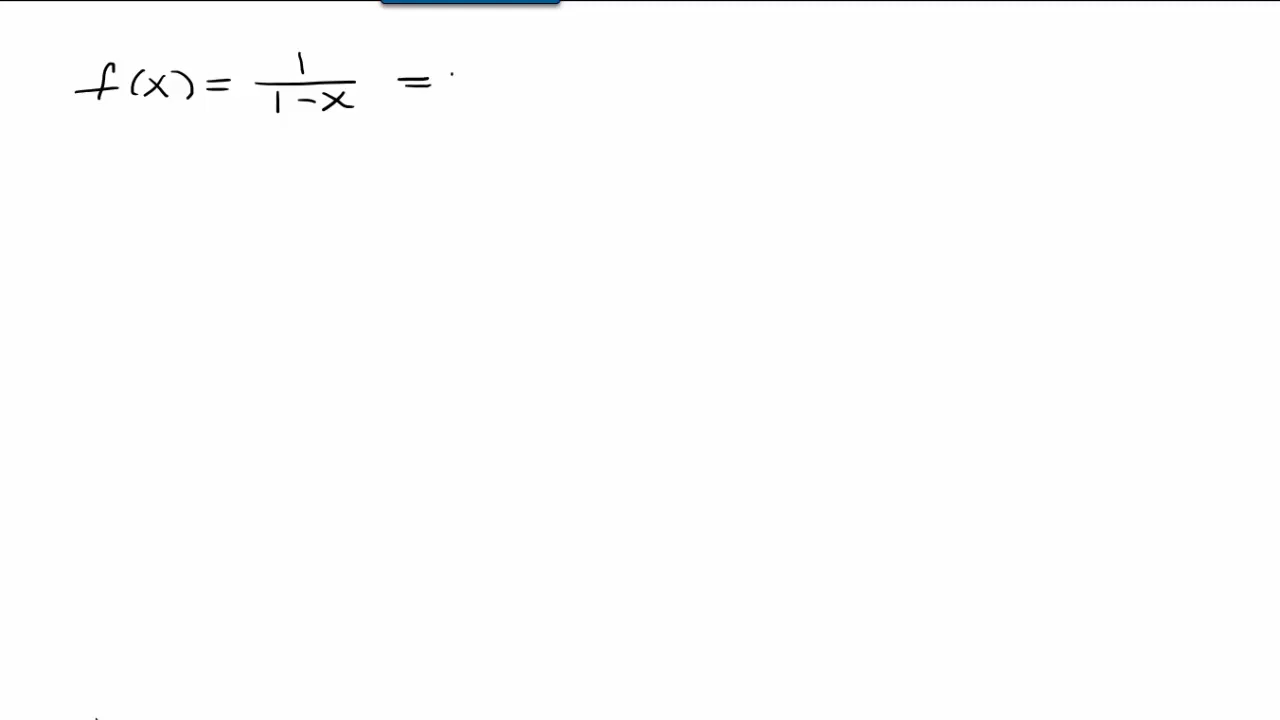 f(x) = 1/(1-x) =